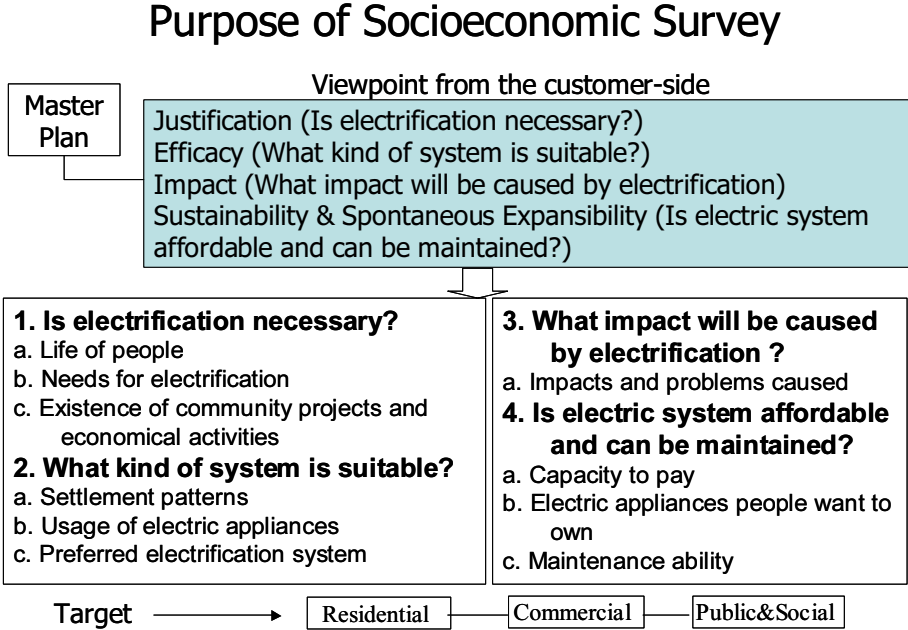 Purpose of Socioeconomic Survey
Viewpoint from the customer-side
Master
Plan
Justification (Is electrification necessary?)
Efficacy (What kind of system is suitable?)
Impact (What impact will be caused by electrification)
Sustainability & Spontaneous Expansibility (Is electric system
affordable and can be maintained?)
1. Is electrification necessary?
a. Life of people
b. Needs for electrification
c. Existence of community projects and
economical activities
2. What kind of system is suitable?
a. Settlement patterns
b. Usage of electric appliances
c. Preferred electrification system
3. What impact will be caused
by electrification ?
a. Impacts and problems caused
4. Is electric system affordable
and can be maintained?
a. Capacity to pay
b. Electric appliances people want to
own
c. Maintenance ability
Target
Residential
Commercial
Public&Social